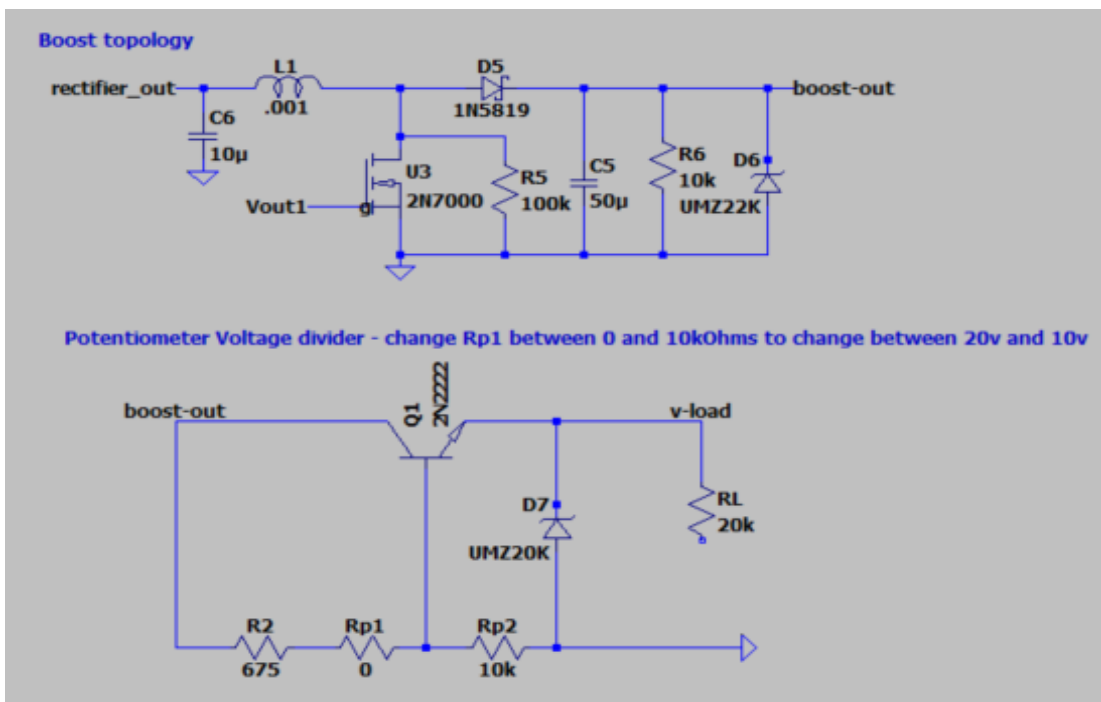 Boost topology
L1
D5
rectifier_out
boost-out
.001
1N5819
C6
10µ
U3
R5
C5
R6
D6
10k
Vout1
g
2N7000
100k
50µ
UMZ22K
Potentiometer Voltage divider - change Rp1 between 0 and 10kOhms to change between 20v and 10v
boost-out
Q1
2N2222
v-load
D7
RL
20k
UMZ20K
R2
Rp1
Rp2
675
0
10k